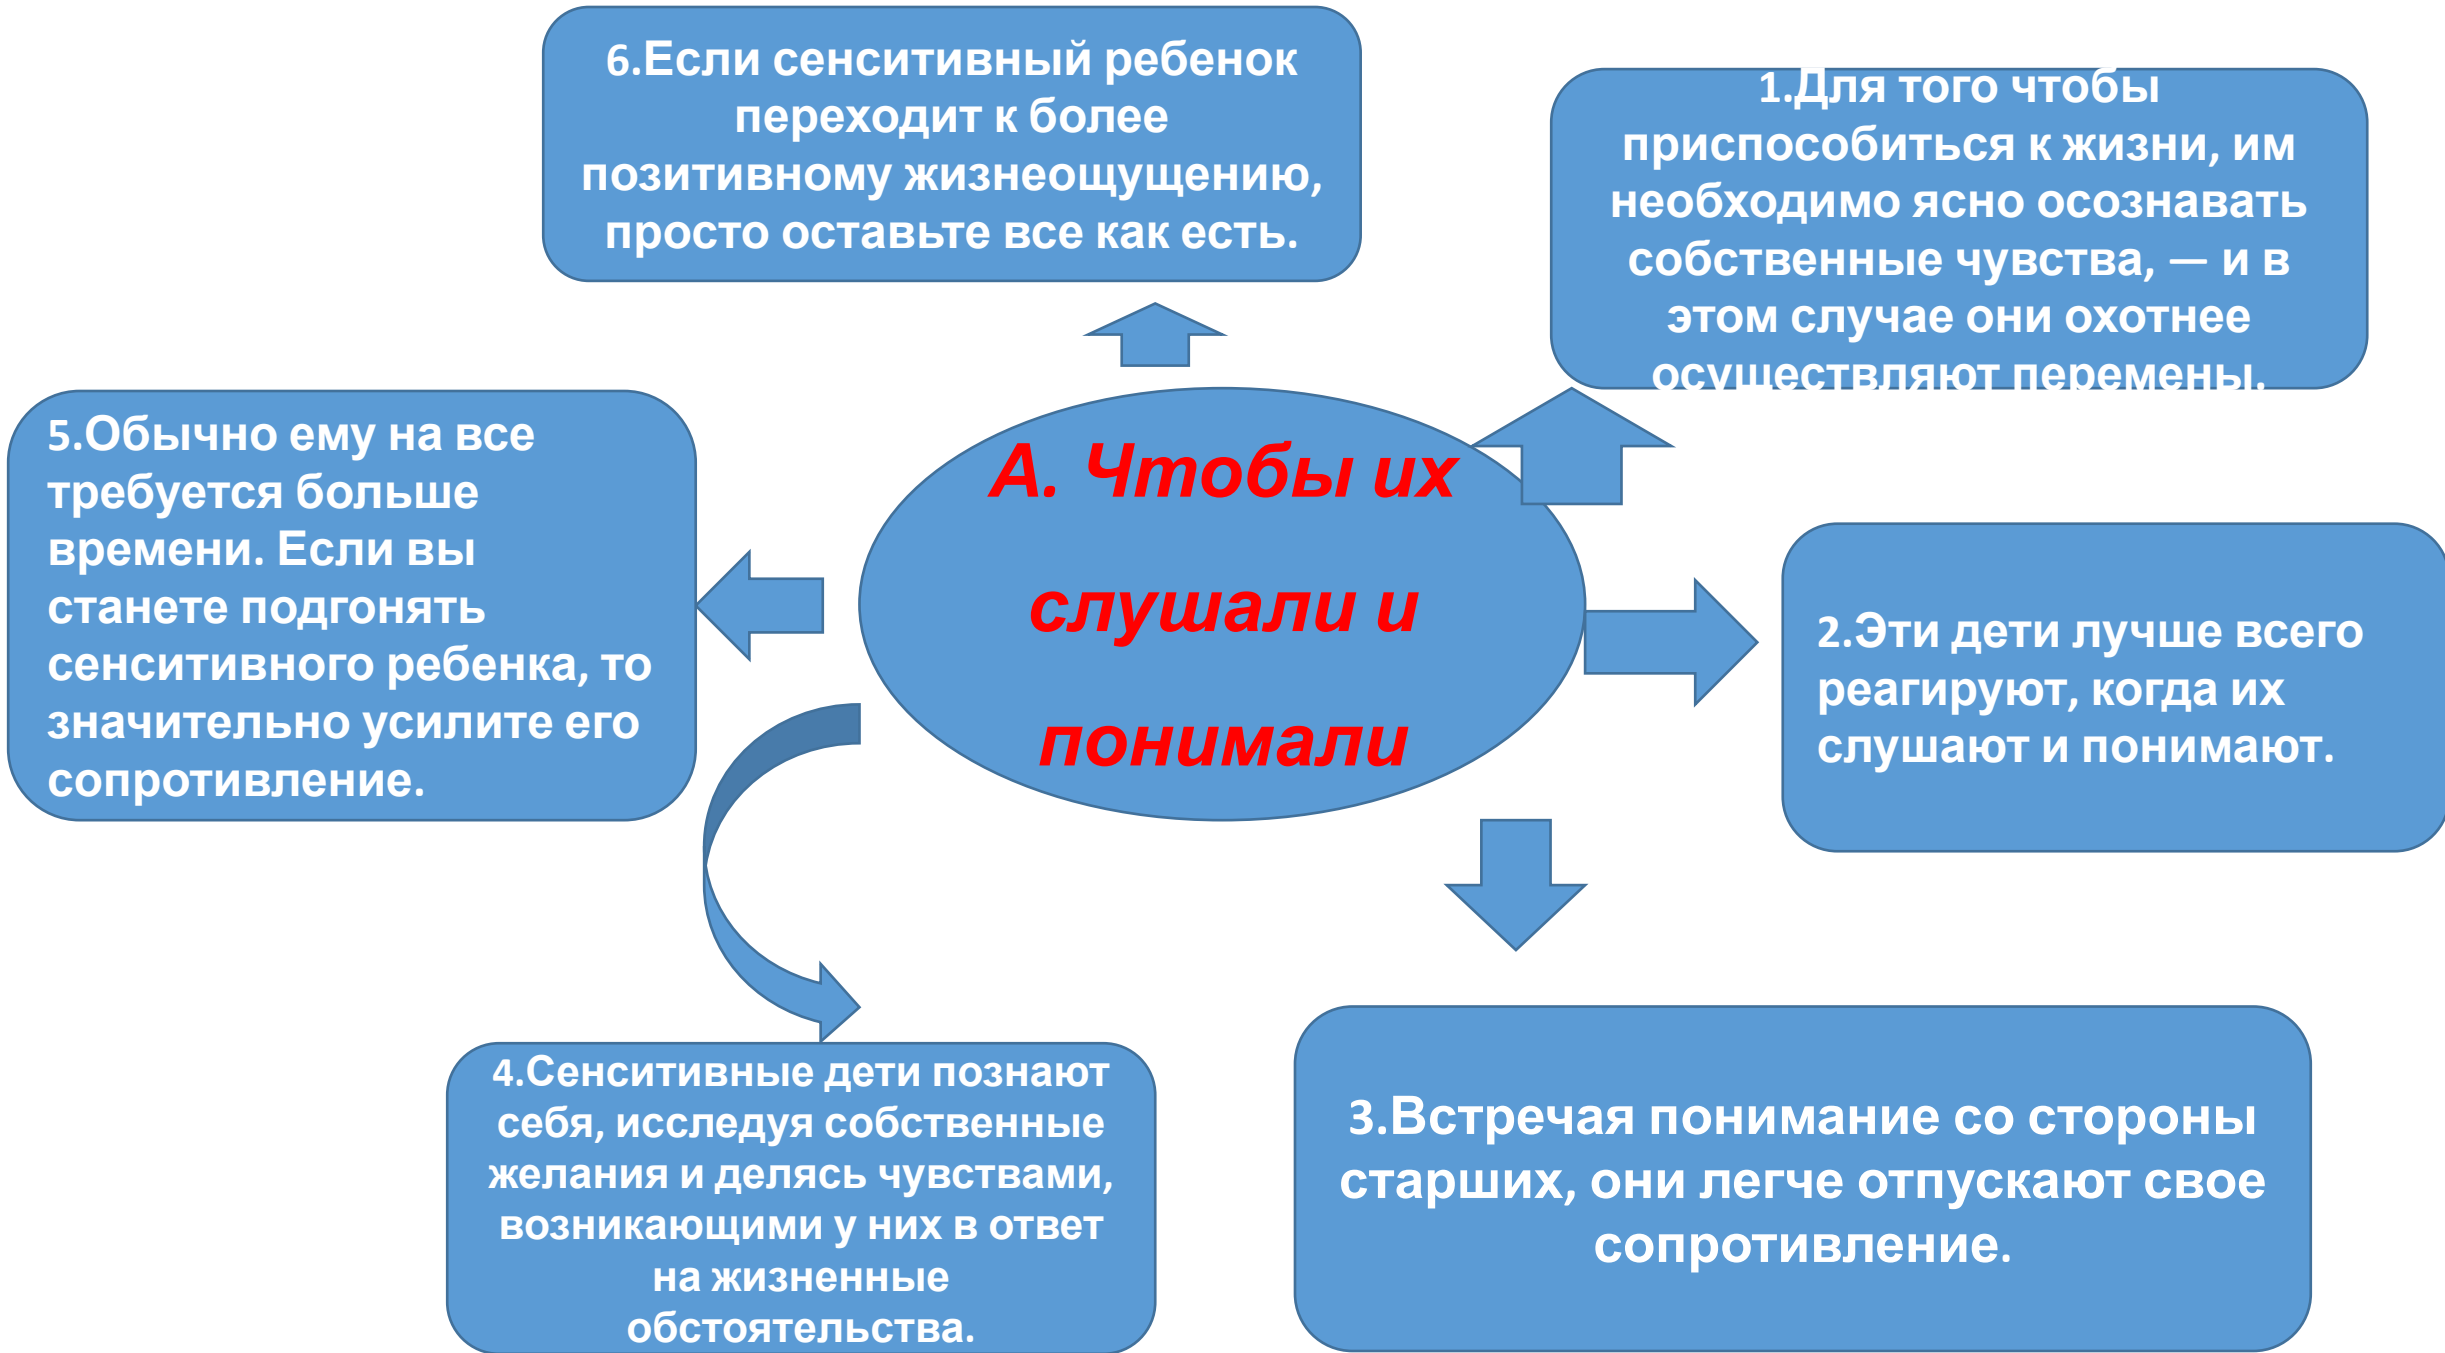 6.Если сенситивный ребенок
переходит к более
позитивному жизнеощущению,
просто оставьте все как есть.
1.Для того чтобы
приспособиться к жизни, им
необходимо ясно осознавать
собственные чувства, — и в
этом случае они охотнее
осуществляют перемены.
5.Обычно ему на все
требуется больше
времени. Если вы
станете подгонять
сенситивного ребенка, то
значительно усилите его
сопротивление.
А. Чтобы их
слушали и
понимали
2.Эти дети лучше всего
реагируют, когда их
слушают и понимают.
4.Сенситивные дети познают
себя, исследуя собственные
желания и делясь чувствами,
возникающими у них в ответ
на жизненные
обстоятельства.
3.Встречая понимание со стороны
старших, они легче отпускают свое
сопротивление.